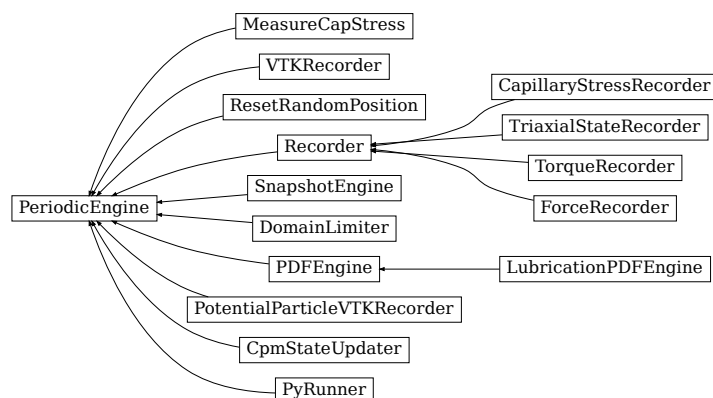 MeasureCapStress
VTKRecorder
CapillaryStressRecorder
ResetRandomPosition
TriaxialStateRecorder
Recorder
TorqueRecorder
SnapshotEngine
PeriodicEngine
ForceRecorder
DomainLimiter
PDFEngine
LubricationPDFEngine
PotentialParticleVTKRecorder
CpmStateUpdater
PyRunner